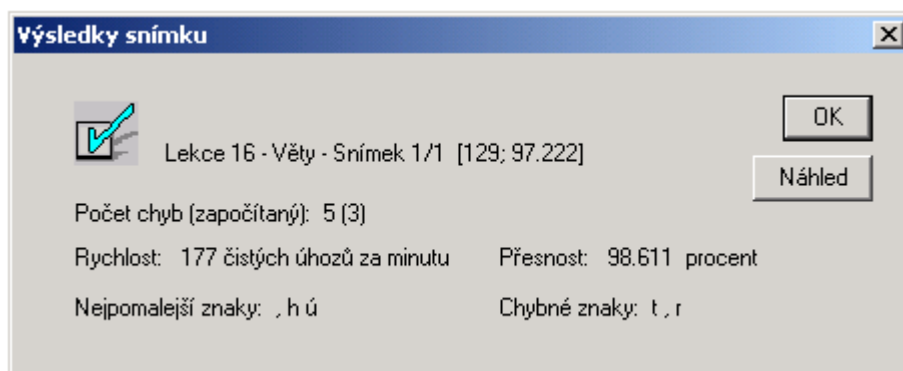 Výsledky snímku
OK
Lekce 16 - Věty - Snímek 1/1 [129; 97.222]
Náhled
Počet chyb (započítaný): 5 (3)
Rychlost: 177 čistých úhozů za minutu Přesnost: 98.611 procent
Nejpomalejší znaky: , h ú Chybné znaky: t , r